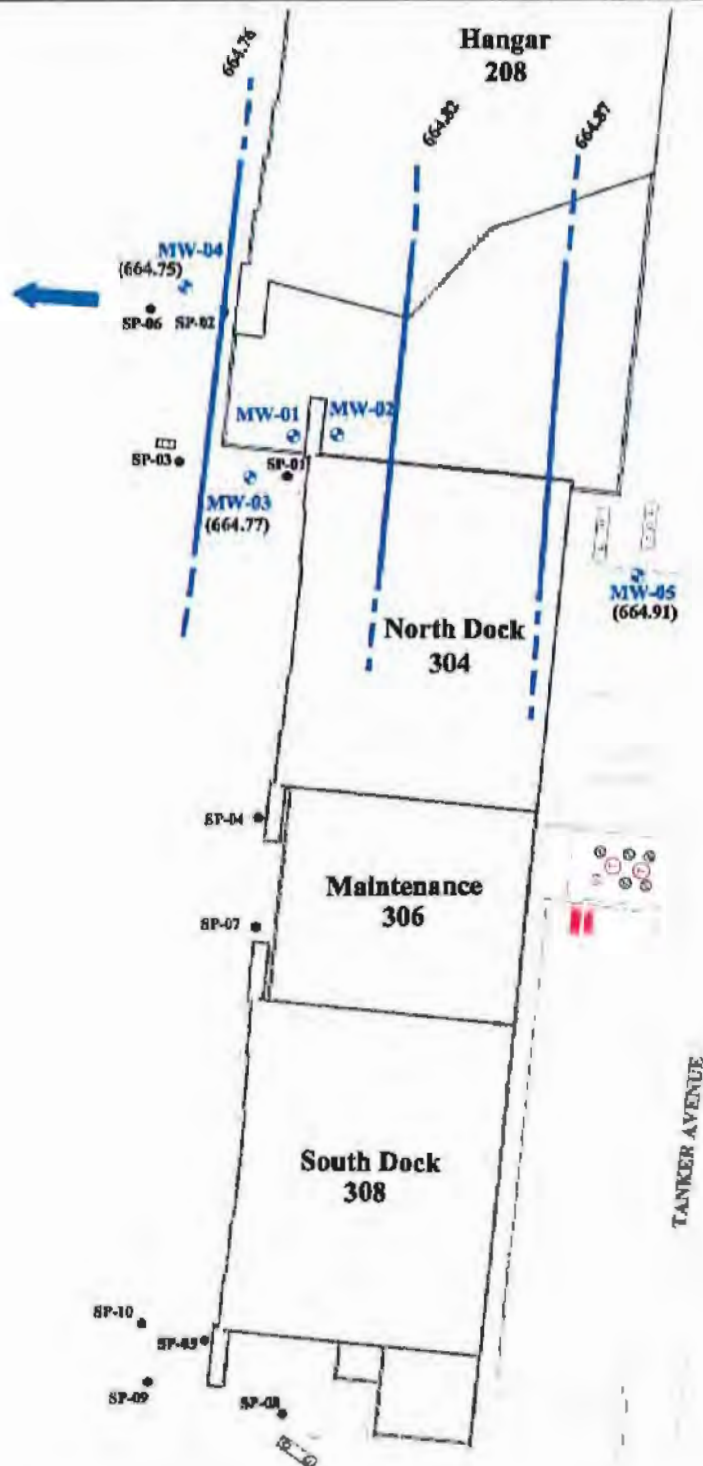 664.76
Hangar
208
664.82
664.87
MW-04
(664.75)
SP-06
SP-02
MW-01
MW-02
SP-03
SP-01
MW-03
(664.77)
MW-05
(664.91)
North Dock
304
SP-04
Maintenance
306
SP-07
TANKER AVENUE
South Dock
308
SP-10
SP-05
SP-09
SP-08